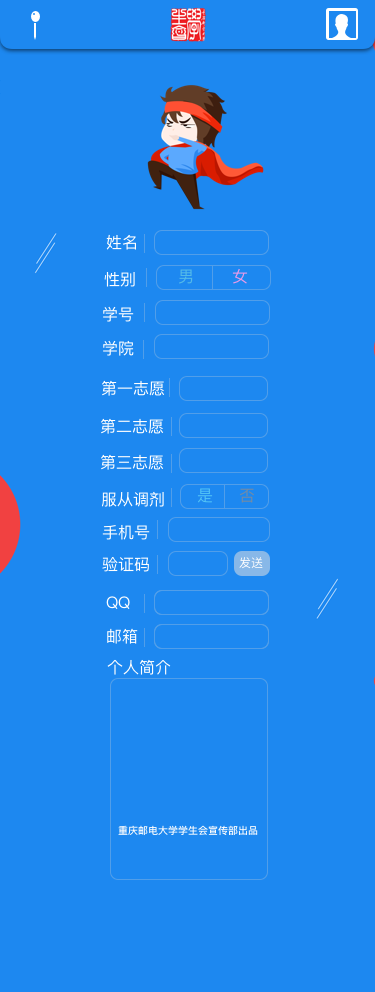 姓名
性别 男 女
学号
学院
第一志愿
第二志愿
第三志愿
服从调剂 是 否
手机号
验证码 发送
QQ
邮箱
个人简介
重庆邮电大学学生会宣传部出品